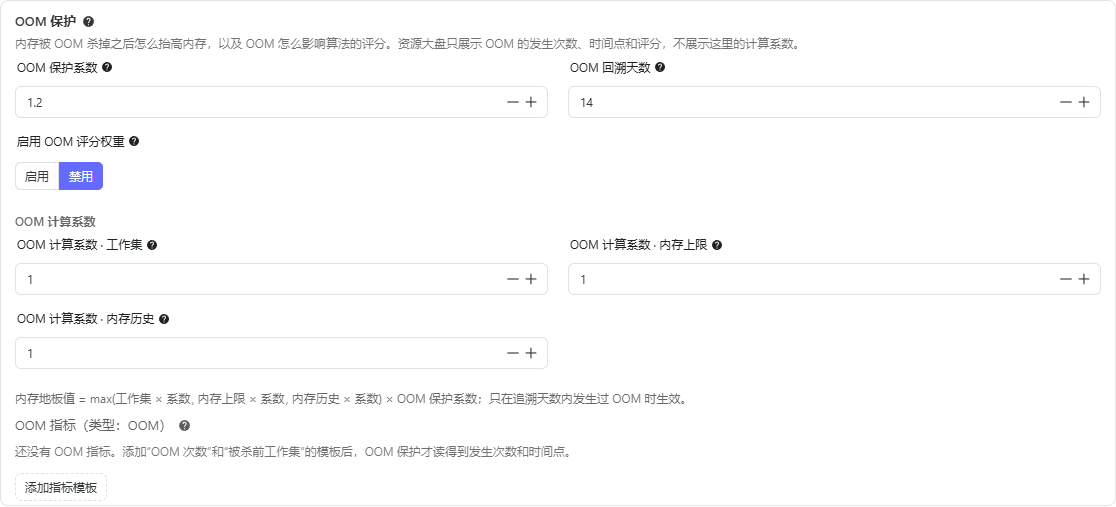 OOM 保护
内存被 OOM 杀掉之后怎么抬高内存，以及 OOM 怎么影响算法的评分。资源大盘只展示 OOM 的发生次数、时间点和评分，不展示这里的计算系数。
OOM 保护系数
OOM 回溯天数
1.2
14
启用 OOM 评分权重
启用
禁用
OOM 计算系数
OOM 计算系数 · 工作集
OOM 计算系数 · 内存上限
1
1
OOM 计算系数 · 内存历史
1
内存地板值 = max(工作集 × 系数, 内存上限 × 系数, 内存历史 × 系数) × OOM 保护系数；只在追溯天数内发生过 OOM 时生效。
OOM 指标（类型：OOM）
还没有 OOM 指标。添加“OOM 次数”和“被杀前工作集”的模板后，OOM 保护才读得到发生次数和时间点。
添加指标模板